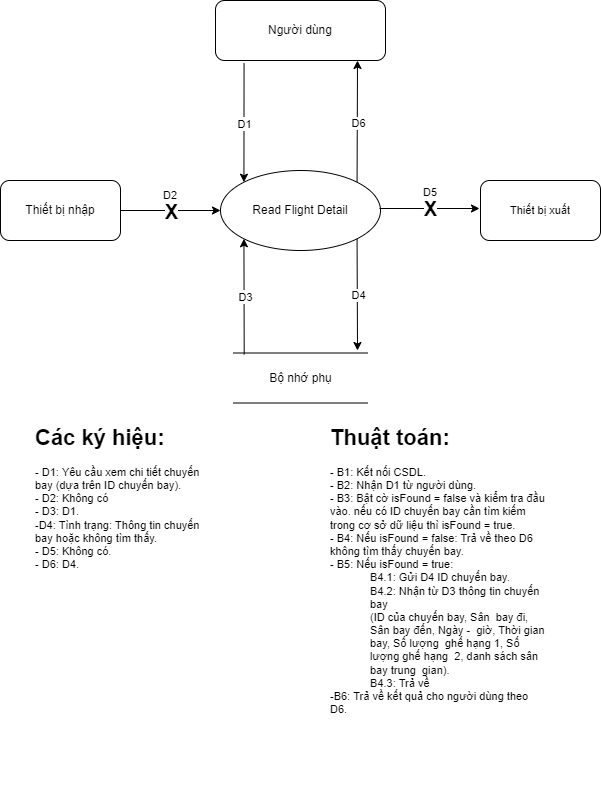 Người dùng
D1
D6
Thiết bị nhập
D2
X
Read Flight Detail
D5
X
Thiết bị xuất
D3
D4
Bộ nhớ phụ
Các ký hiệu:
- D1: Yêu cầu xem chi tiết chuyến
bay (dựa trên ID chuyến bay).
- D2: Không có
- D3: D1.
-D4: Tình trạng: Thông tin chuyến
bay hoặc không tìm thấy.
- D5: Không có.
- D6: D4.
Thuật toán:
- B1: Kết nối CSDL.
- B2: Nhận D1 từ người dùng.
- B3: Bật cờ isFound = false và kiểm tra đầu
vào. nếu có ID chuyến bay cần tìm kiếm
trong cơ sở dữ liệu thì isFound = true.
- B4: Nếu isFound = false: Trả về theo D6
không tìm thấy chuyến bay.
- B5: Nếu isFound = true:
B4.1: Gửi D4 ID chuyến bay.
B4.2: Nhận từ D3 thông tin chuyến
bay
(ID của chuyến bay, Sân bay đi,
Sân bay đến, Ngày - giờ, Thời gian
bay, Số lượng ghế hạng 1, Số
lượng ghế hạng 2, danh sách sân
bay trung gian).
B4.3: Trả về
-B6: Trả về kết quả cho người dùng theo
D6.